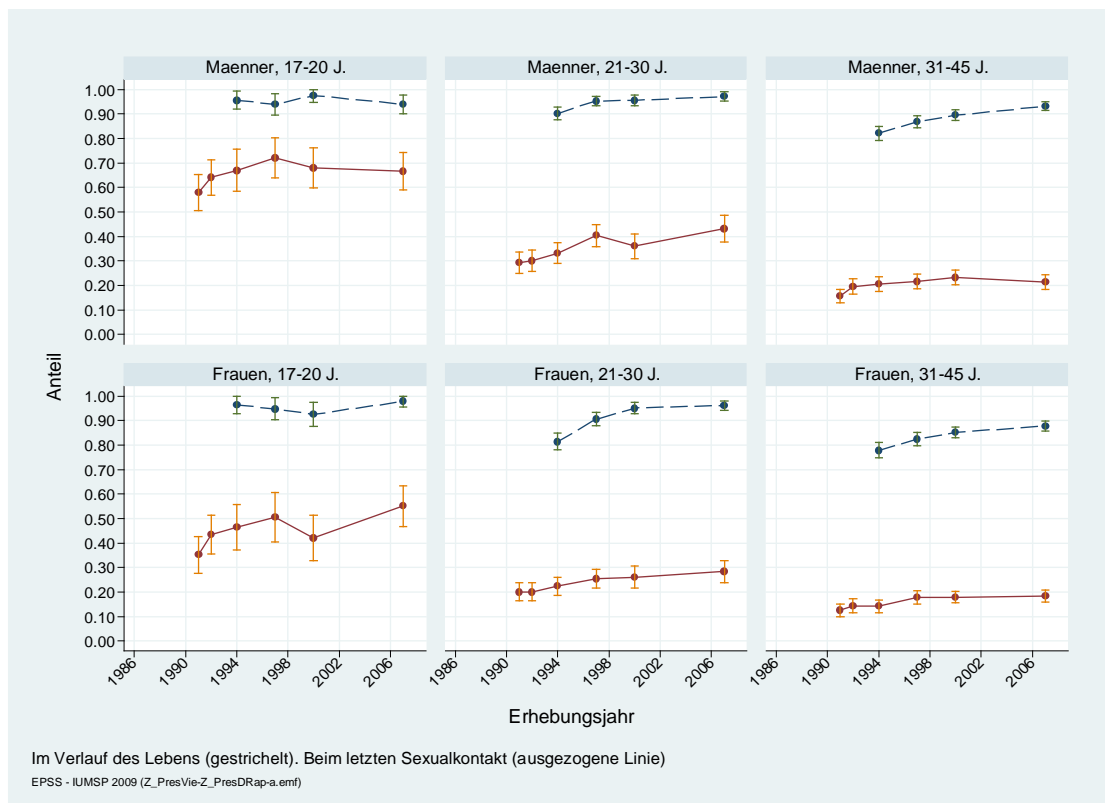 Maenner, 17-20 J.
Maenner, 21-30 J.
Maenner, 31-45 J.
1.00
0.90
0.80
0.70
0.60
0.50
0.40
0.30
0.20
0.10
0.00
Anteil
Frauen, 17-20 J.
Frauen, 21-30 J.
Frauen, 31-45 J.
1.00
0.90
0.80
0.70
0.60
0.50
0.40
0.30
0.20
0.10
0.00
1986 1990 1994 1998 2002 2006
1986 1990 1994 1998 2002 2006
1986 1990 1994 1998 2002 2006
Erhebungsjahr
Im Verlauf des Lebens (gestrichelt). Beim letzten Sexualkontakt (ausgezogene Linie)
EPSS - IUMSP 2009 (Z_PresVie-Z_PresDRap-a.emf)